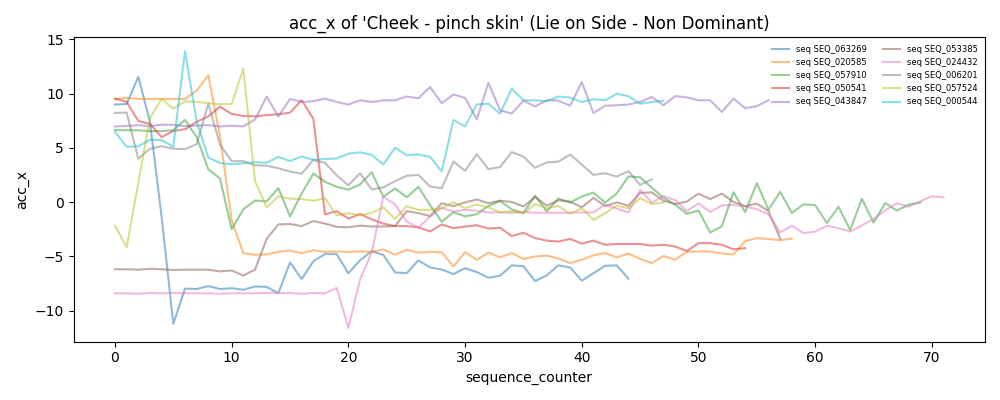 acc_x of 'Cheek - pinch skin' (Lie on Side - Non Dominant)
seq SEQ_063269
seq SEQ_020585
seq SEQ_057910
seq SEQ_050541
seq SEQ_043847
seq SEQ_053385
seq SEQ_024432
seq SEQ_006201
seq SEQ_057524
seq SEQ_000544
acc_x
15
10
5
0
−5
−10
0 10 20 30 40 50 60 70
sequence_counter